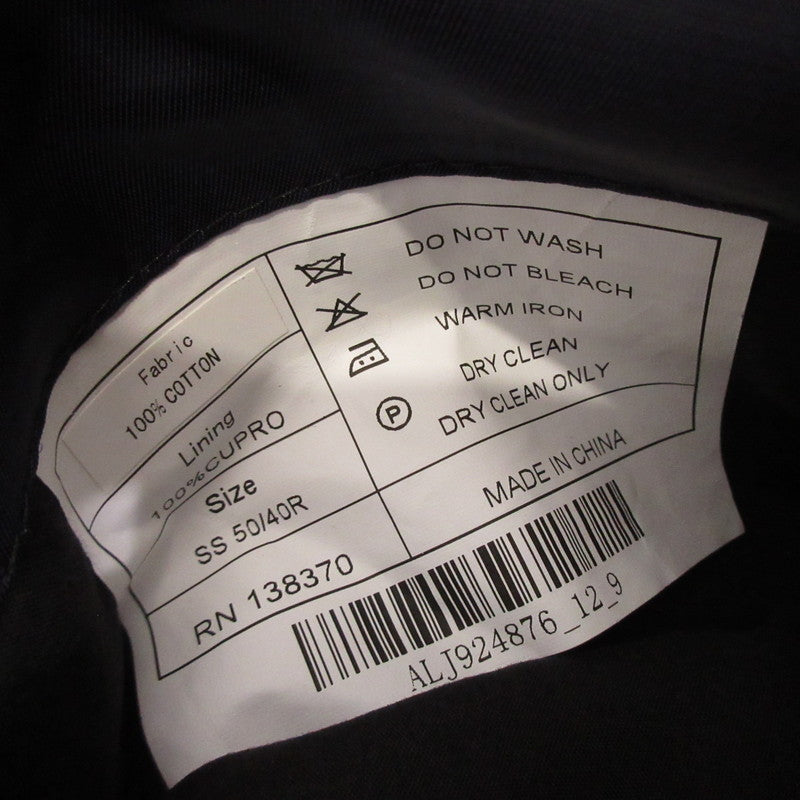 Fabric
100% COTTON
Lining
100%CUPRO
Size
SS 50/40R
RN 138370
DO NOT WASH
DO NOT BLEACH
WARM IRON
DRY CLEAN
P
DRY CLEAN ONLY
MADE IN CHINA
ALJ924876_12_9